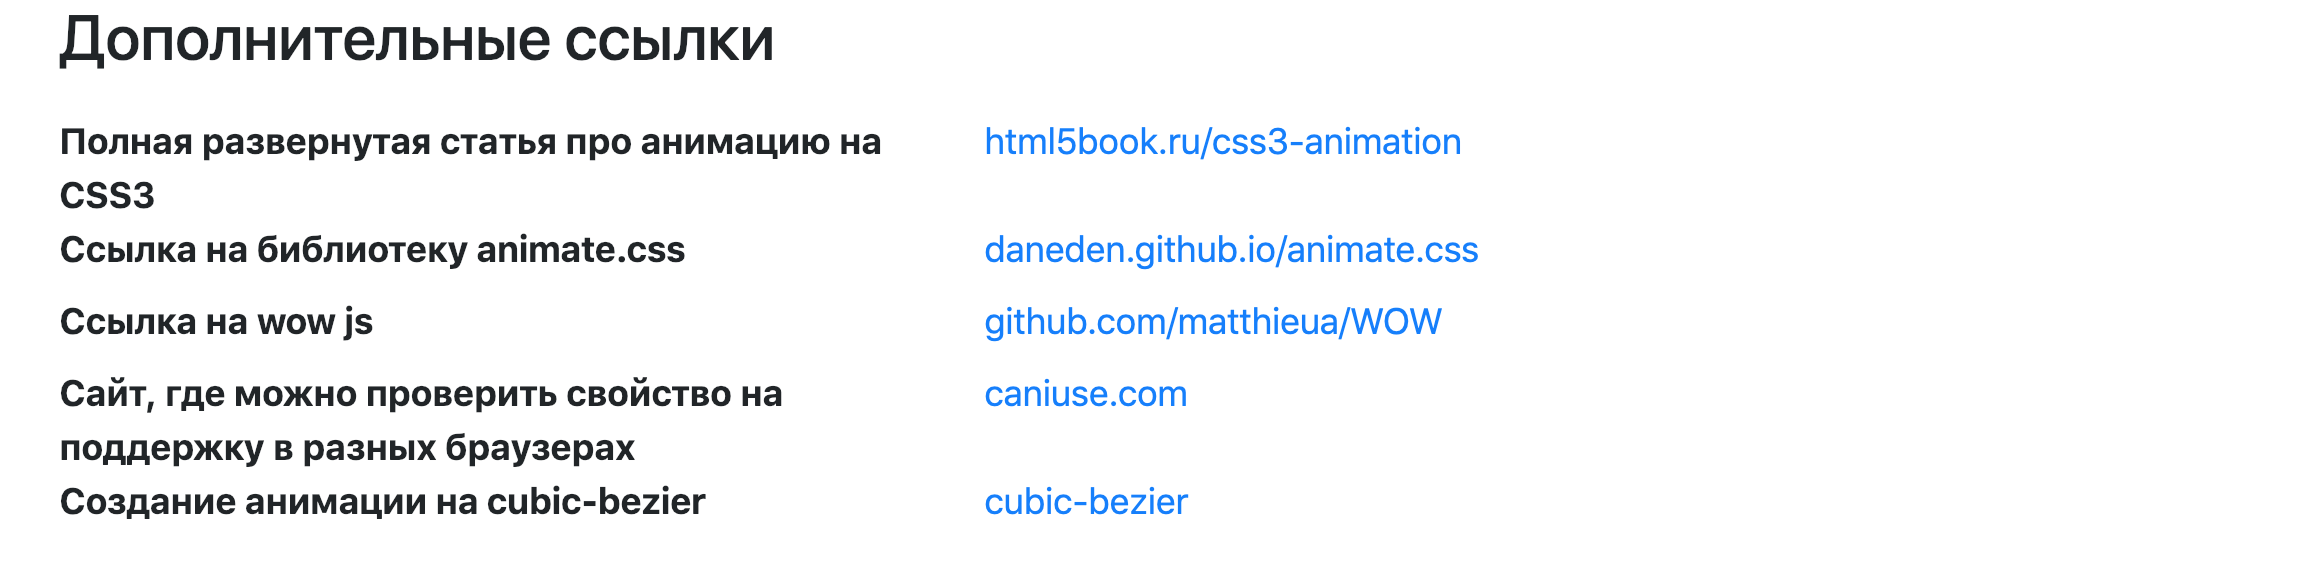 Дополнительные ссылки
Полная развернутая статья про анимацию на html5book.ru/css3-animation
CSS3
Ссылка на библиотеку animate.css daneden.github.io/animate.css
Ссылка на wow js github.com/matthieua/WOW
Сайт, где можно проверить свойство на caniuse.com
поддержку в разных браузерах
Создание анимации на cubic-bezier cubic-bezier